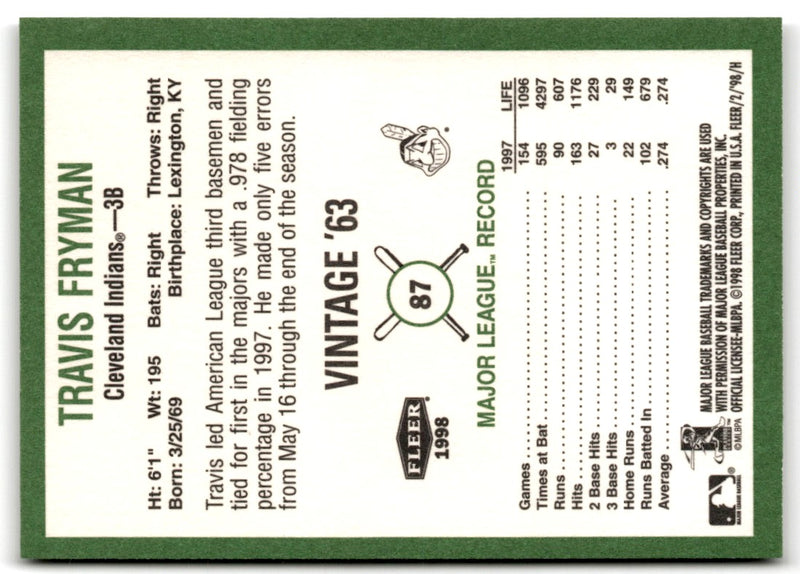 TRAVIS FRYMAN
Cleveland Indians®—3B
Ht: 6'1" Wt: 195 Bats: Right Throws: Right
Born: 3/25/69 Birthplace: Lexington, KY
Travis led American League third basemen and
tied for first in the majors with a .978 fielding
percentage in 1997. He made only five errors
from May 16 through the end of the season.
VINTAGE '63
FLEER
1998
87
MAJOR LEAGUE™ RECORD
1997 LIFE
Games 154 1096
Times at Bat 595 4297
Runs 90 607
Hits 163 1176
2 Base Hits 27 229
3 Base Hits 3 29
Home Runs 22 149
Runs Batted In 102 679
Average .274 .274
MAJOR LEAGUE BASEBALL TRADEMARKS AND COPYRIGHTS ARE USED
WITH PERMISSION OF MAJOR LEAGUE BASEBALL PROPERTIES, INC.
OFFICIAL LICENSEE-MLBPA. ©1998 FLEER CORP., PRINTED IN U.S.A. FLEER/2/'98/H
©MLBPA
MAJOR LEAGUE BASEBALL